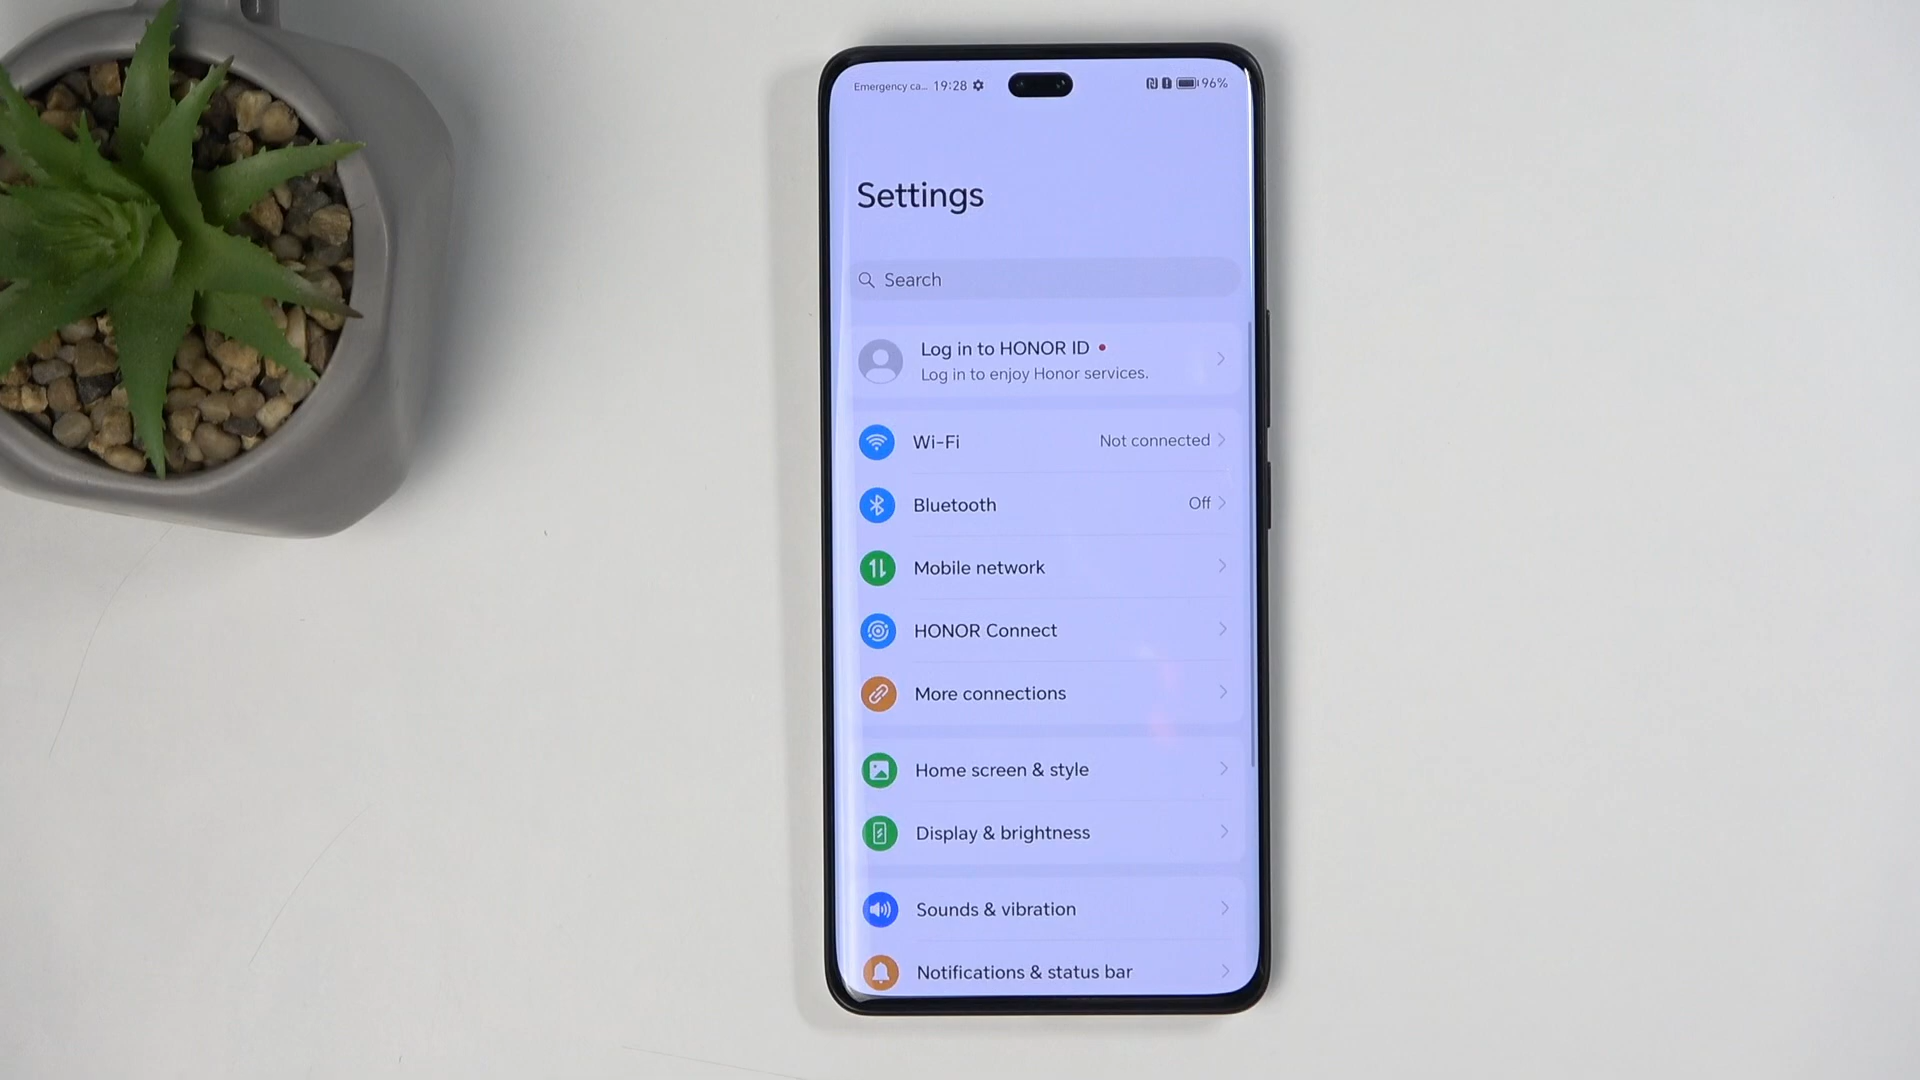 Emergency ca... 19:28 96%
Settings
Search
Log in to HONOR ID
Log in to enjoy Honor services.
Wi-Fi Not connected
Bluetooth Off
Mobile network
HONOR Connect
More connections
Home screen & style
Display & brightness
Sounds & vibration
Notifications & status bar